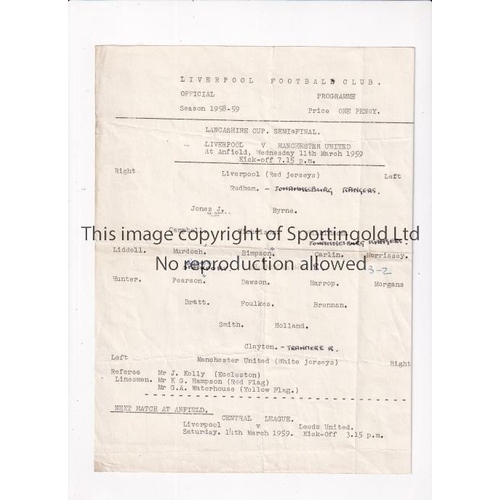 LIVERPOOL FOOTBALL CLUB.
OFFICIAL PROGRAMME
Season 1958-59 Price ONE PENNY.
LANCASHIRE CUP. SEMI-FINAL.
LIVERPOOL V MANCHESTER UNITED
At Anfield, Wednesday 11th March 1959
Kick-off 7.15 p.m.
Right Liverpool (Red jerseys) Left
Rudham. - JOHANNESBURG RANGERS.
Jones J. Byrne.
This image is copyright of Sportingold Ltd
JOHANNESBURG RANGERS
Liddell. Murdoch. Simpson. Carlin. Morrissey.
No reproduction allowed 3-2
Hunter. Pearson. Dawson. Harrop. Morgans
Bratt. Foulkes. Brennan.
Smith. Holland.
Clayton. - TRANMERE R.
Left Manchester United (White jerseys) Right
Referee Mr J. Kelly (Eccleston)
Linesmen. Mr K G. Hampson (Red Flag)
Mr G.A. Waterhouse (Yellow Flag.)
NEXT MATCH AT ANFIELD.
CENTRAL LEAGUE.
Liverpool v Leeds United.
Saturday. 14th March 1959. Kick-Off 3.15 p.m.